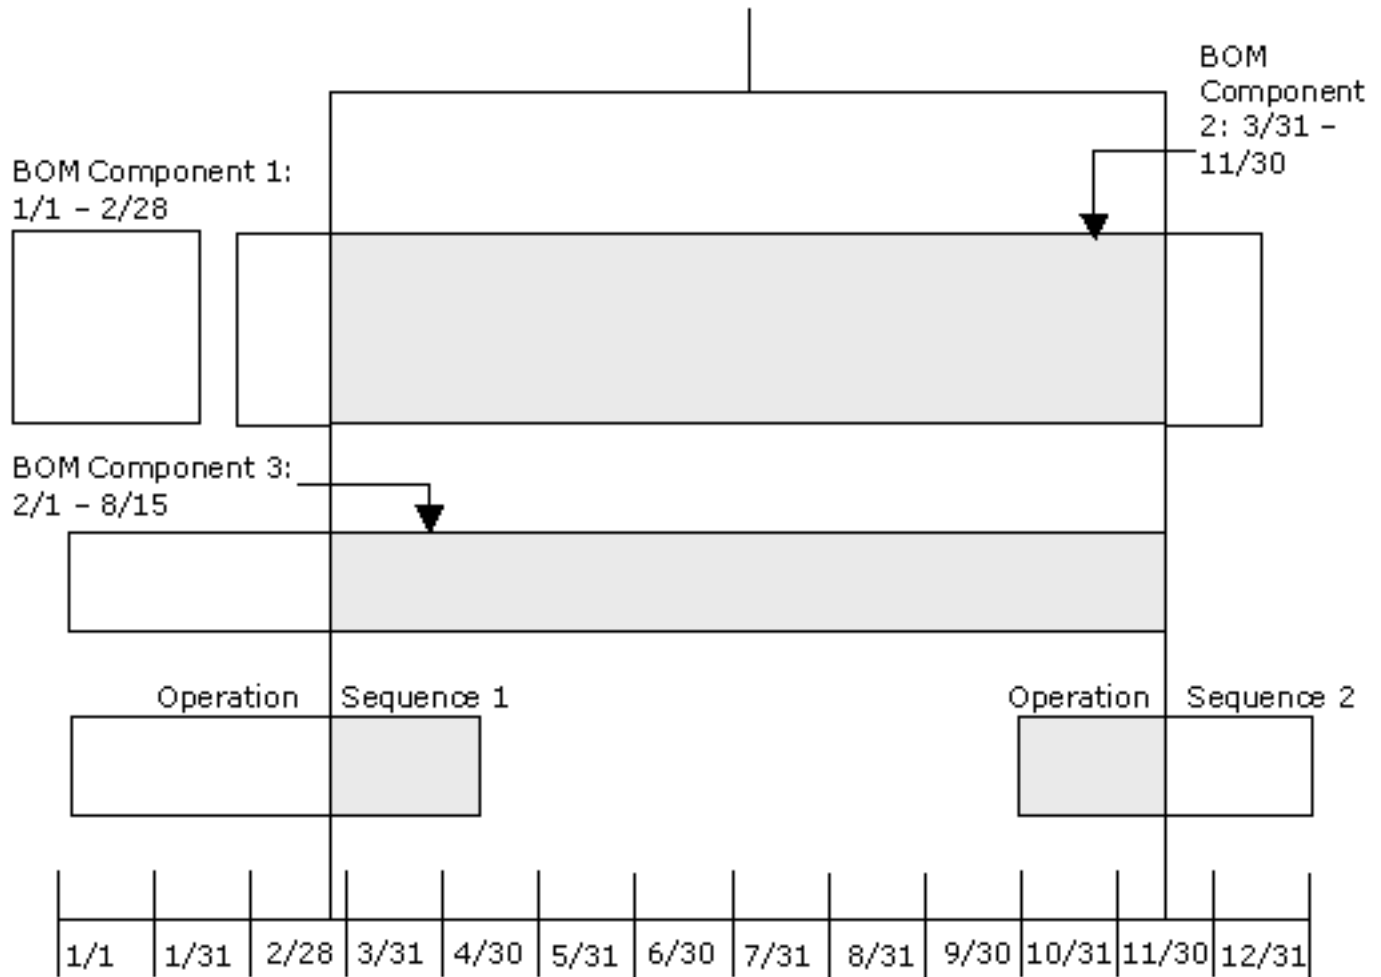 BOM
Component
2: 3/31 –
11/30
BOM Component 1:
1/1 – 2/28
BOM Component 3:
2/1 – 8/15
Operation Sequence 1
Operation Sequence 2
1/1 1/31 2/28 3/31 4/30 5/31 6/30 7/31 8/31 9/30 10/31 11/30 12/31